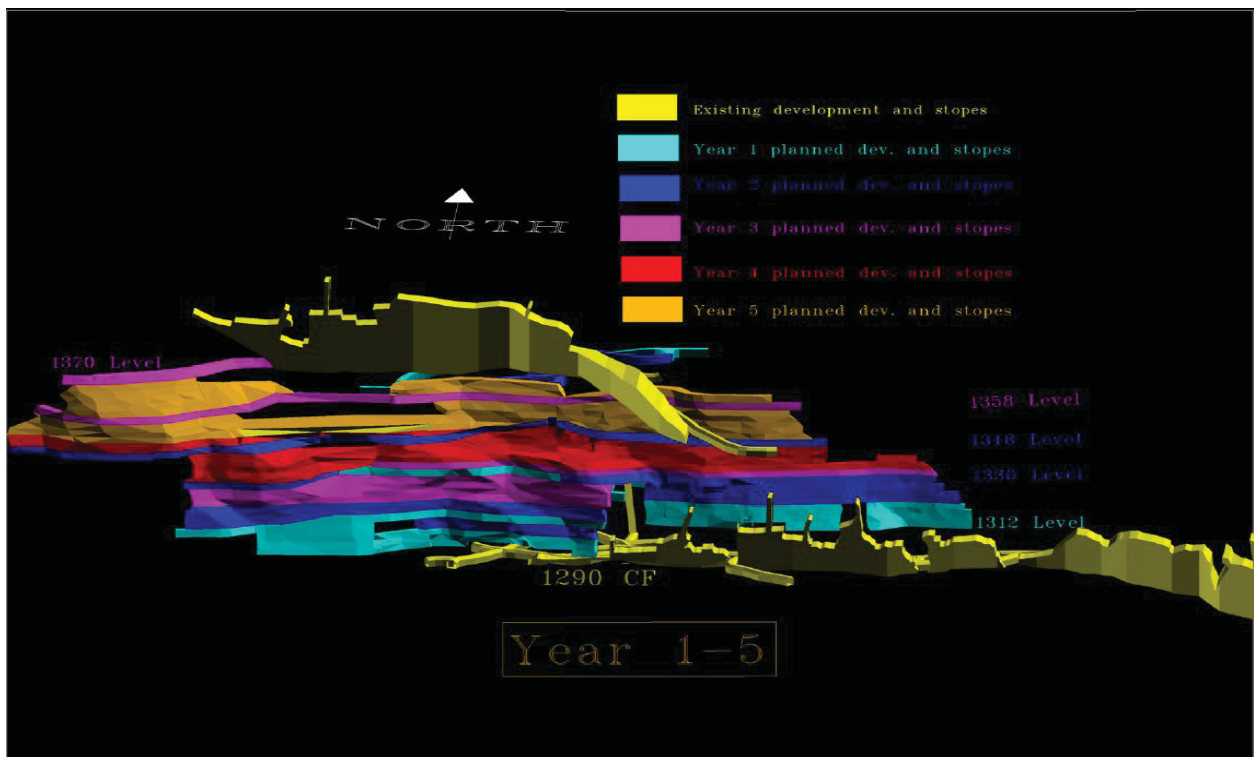 Existing development and stopes
Year 1 planned dev. and stopes
Year 2 planned dev. and stopes
NORTH
Year 3 planned dev. and stopes
Year 4 planned dev. and stopes
Year 5 planned dev. and stopes
1370 Level
1358 Level
Level
1330 Level
1312 Level
1290 CF
Year 1-5